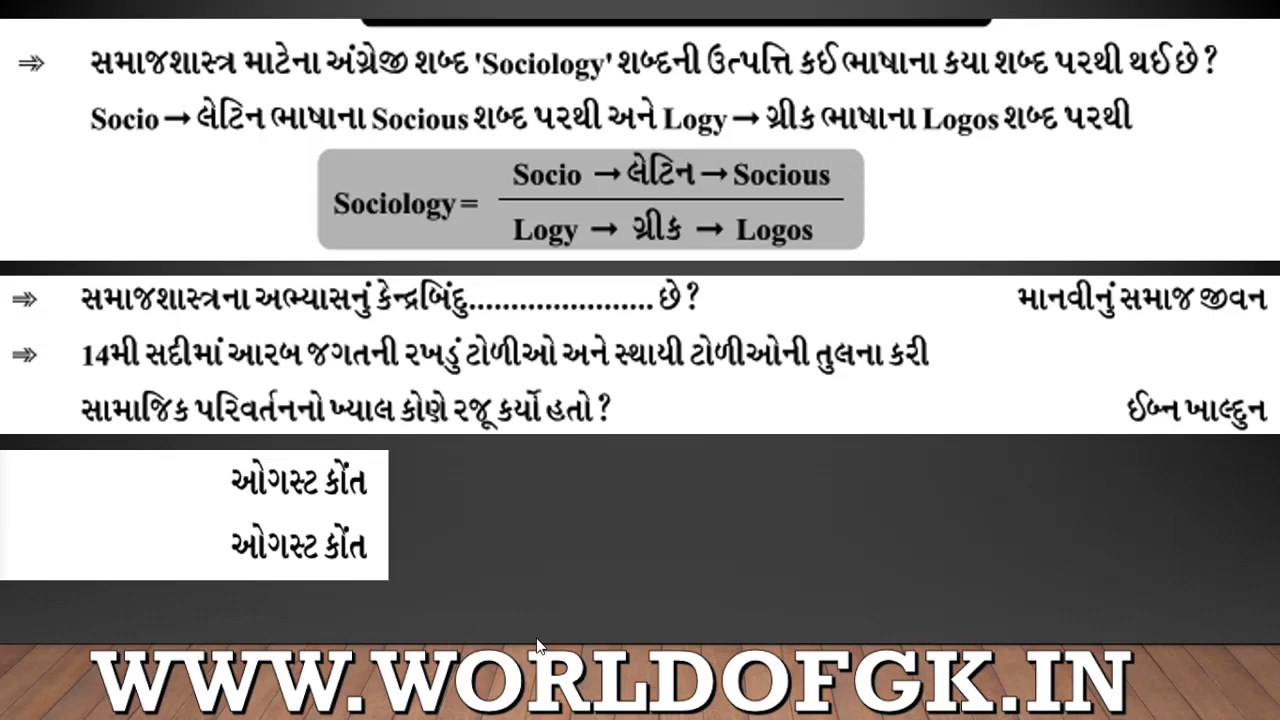 ⇒ સમાજશાસ્ત્ર માટેના અંગ્રેજી શબ્દ 'Sociology' શબ્દની ઉત્પત્તિ કઈ ભાષાના કયા શબ્દ પરથી થઈ છે?
Socio → લેટિન ભાષાના Socious શબ્દ પરથી અને Logy → ગ્રીક ભાષાના Logos શબ્દ પરથી
Socio → લેટિન → Socious
Sociology =
Logy → ગ્રીક → Logos
⇒ સમાજશાસ્ત્રના અભ્યાસનું કેન્દ્રબિંદુ...................... છે? માનવીનું સમાજ જીવન
⇒ 14મી સદીમાં આરબ જગતની રખડું ટોળીઓ અને સ્થાયી ટોળીઓની તુલના કરી
સામાજિક પરિવર્તનનો ખ્યાલ કોણે રજૂ કર્યો હતો? ઈબ્ન ખાલ્દુન
ઓગસ્ટ કોંત
ઓગસ્ટ કોંત
WWW.WORLDOFGK.IN